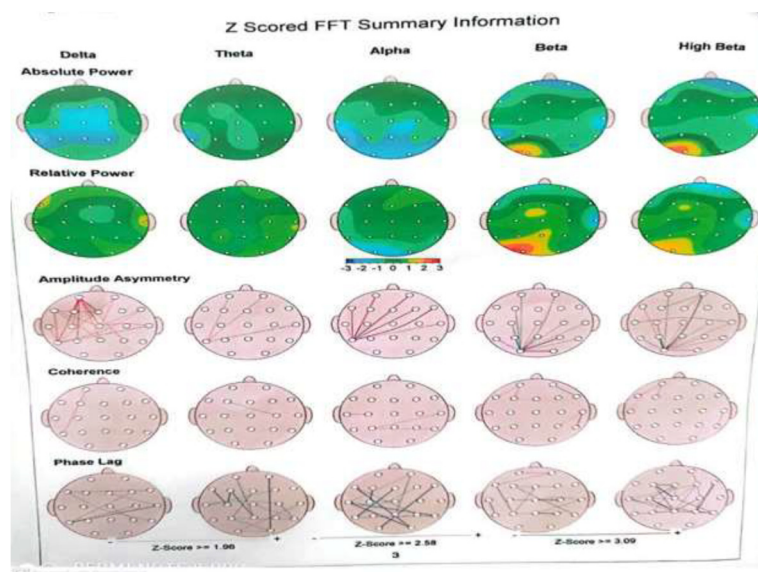 Z Scored FFT Summary Information
Delta Theta Alpha Beta High Beta
Absolute Power
Relative Power
-3 -2 -1 0 1 2 3
Amplitude Asymmetry
Coherence
Phase Lag
- Z-Score >= 1.96 + - Z-Score >= 2.58 + - Z-Score >= 3.09 +
3